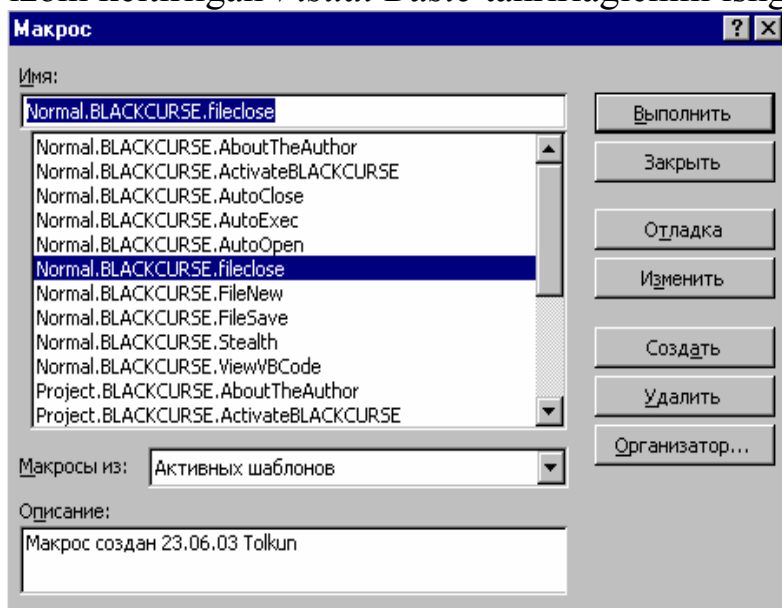 Макрос
Имя:
Normal.BLACKCURSE.fileclose
Normal.BLACKCURSE.AboutTheAuthor
Normal.BLACKCURSE.ActivateBLACKCURSE
Normal.BLACKCURSE.AutoClose
Normal.BLACKCURSE.AutoExec
Normal.BLACKCURSE.AutoOpen
Normal.BLACKCURSE.fileclose
Normal.BLACKCURSE.FileNew
Normal.BLACKCURSE.FileSave
Normal.BLACKCURSE.Stealth
Normal.BLACKCURSE.ViewVBCode
Project.BLACKCURSE.AboutTheAuthor
Project.BLACKCURSE.ActivateBLACKCURSE
Выполнить
Закрыть
Отладка
Изменить
Создать
Удалить
Организатор...
Макросы из: Активных шаблонов
Описание:
Макрос создан 23.06.03 Tolkun